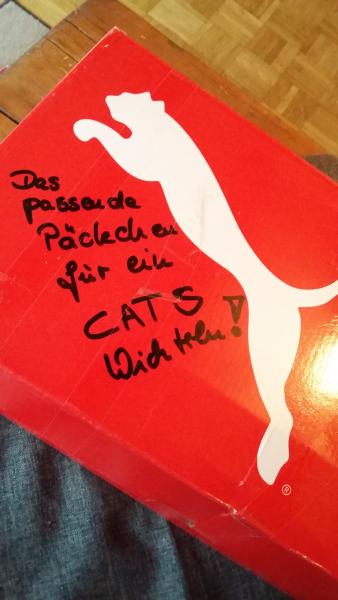 Das
passende
Päckchen
für ein
CATS
Wichteln!
®